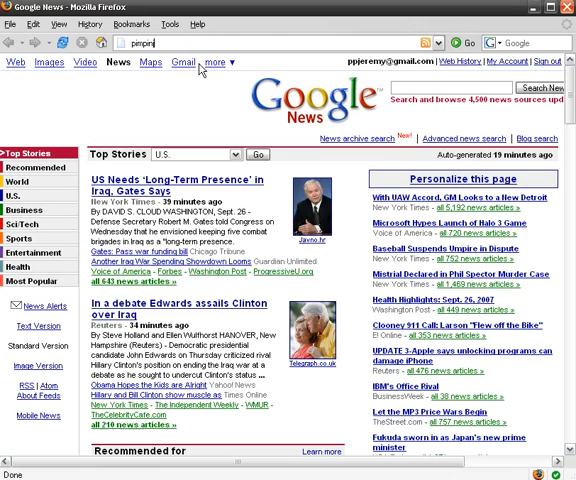 Google News - Mozilla Firefox
File Edit View History Bookmarks Tools Help
pimpin
Go
Google
Web Images Video News Maps Gmail more ▼
ppjeremy@gmail.com | Web History | My Account | Sign out
Google
News
Search New
Search and browse 4,500 news sources upd
News archive search New! | Advanced news search | Blog search
Top Stories
Recommended
World
U.S.
Business
Sci/Tech
Sports
Entertainment
Health
Most Popular
News Alerts
Text Version
Standard Version
Image Version
RSS | Atom
About Feeds
Mobile News
Top Stories U.S. Go
Auto-generated 19 minutes ago
US Needs 'Long-Term Presence' in
Iraq, Gates Says
New York Times - 39 minutes ago
By DAVID S. CLOUD WASHINGTON, Sept. 26 -
Defense Secretary Robert M. Gates told Congress on
Wednesday that he envisioned keeping five combat
brigades in Iraq as a "long-term presence.
Gates: Pass war funding bill Chicago Tribune
Another Iraq War Spending Showdown Looms Guardian Unlimited
Voice of America - Forbes - Washington Post - ProgressiveU.org
all 643 news articles »
Javno.hr
In a debate Edwards assails Clinton
over Iraq
Reuters - 34 minutes ago
By Steve Holland and Ellen Wulfhorst HANOVER, New
Hampshire (Reuters) - Democratic presidential
candidate John Edwards on Thursday criticized rival
Hillary Clinton's position on ending the Iraq war at a
debate as he sought to undercut Clinton's status ...
Obama Hopes the Kids are Alright Yahoo! News
Hillary and Bill Clinton show muscle as Times Online
New York Times - The Independent Weekly - WMUR -
TheCelebrityCafe.com
all 210 news articles »
Telegraph.co.uk
Recommended for
Learn more
Personalize this page
With UAW Accord, GM Looks to a New Detroit
New York Times - all 5,192 news articles »
Microsoft Hypes Launch of Halo 3 Game
Voice of America - all 720 news articles »
Baseball Suspends Umpire in Dispute
New York Times - all 752 news articles »
Mistrial Declared in Phil Spector Murder Case
New York Times - all 1,469 news articles »
Health Highlights: Sept. 26, 2007
Washington Post - all 449 news articles »
Clooney 911 Call: Larson "Flew off the Bike"
E! Online - all 353 news articles »
UPDATE 3-Apple says unlocking programs can
damage iPhone
Reuters - all 476 news articles »
IBM's Office Rival
BusinessWeek - all 38 news articles »
Let the MP3 Price Wars Begin
TheStreet.com - all 757 news articles »
Fukuda sworn in as Japan's new prime
minister
Done